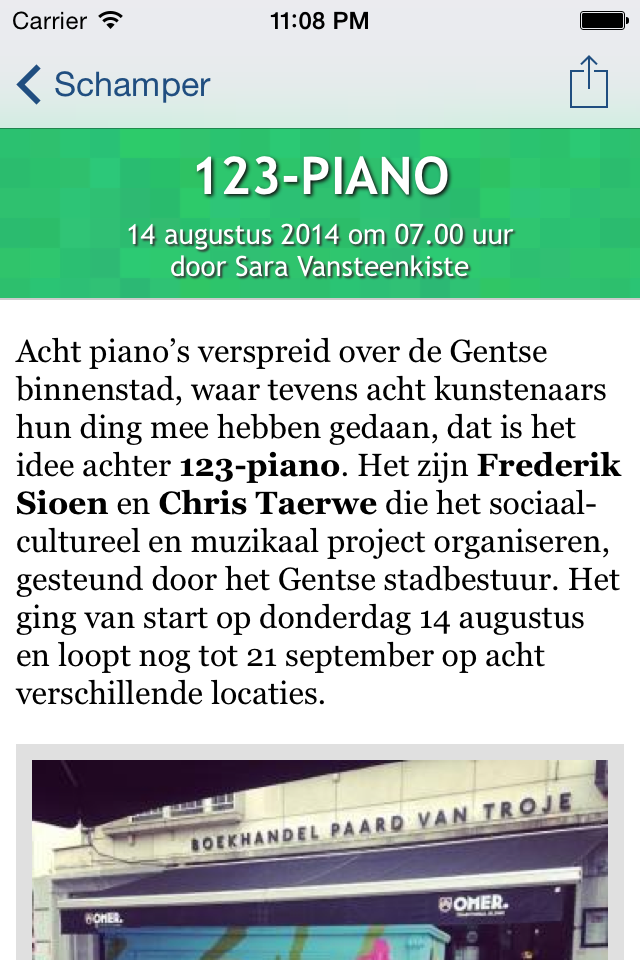 Carrier 11:08 PM
Schamper
123-PIANO
14 augustus 2014 om 07.00 uur
door Sara Vansteenkiste
Acht piano’s verspreid over de Gentse
binnenstad, waar tevens acht kunstenaars
hun ding mee hebben gedaan, dat is het
idee achter 123-piano. Het zijn Frederik
Sioen en Chris Taerwe die het sociaal-
cultureel en muzikaal project organiseren,
gesteund door het Gentse stadbestuur. Het
ging van start op donderdag 14 augustus
en loopt nog tot 21 september op acht
verschillende locaties.
BOEKHANDEL PAARD VAN TROJE
OMER.
OMER.